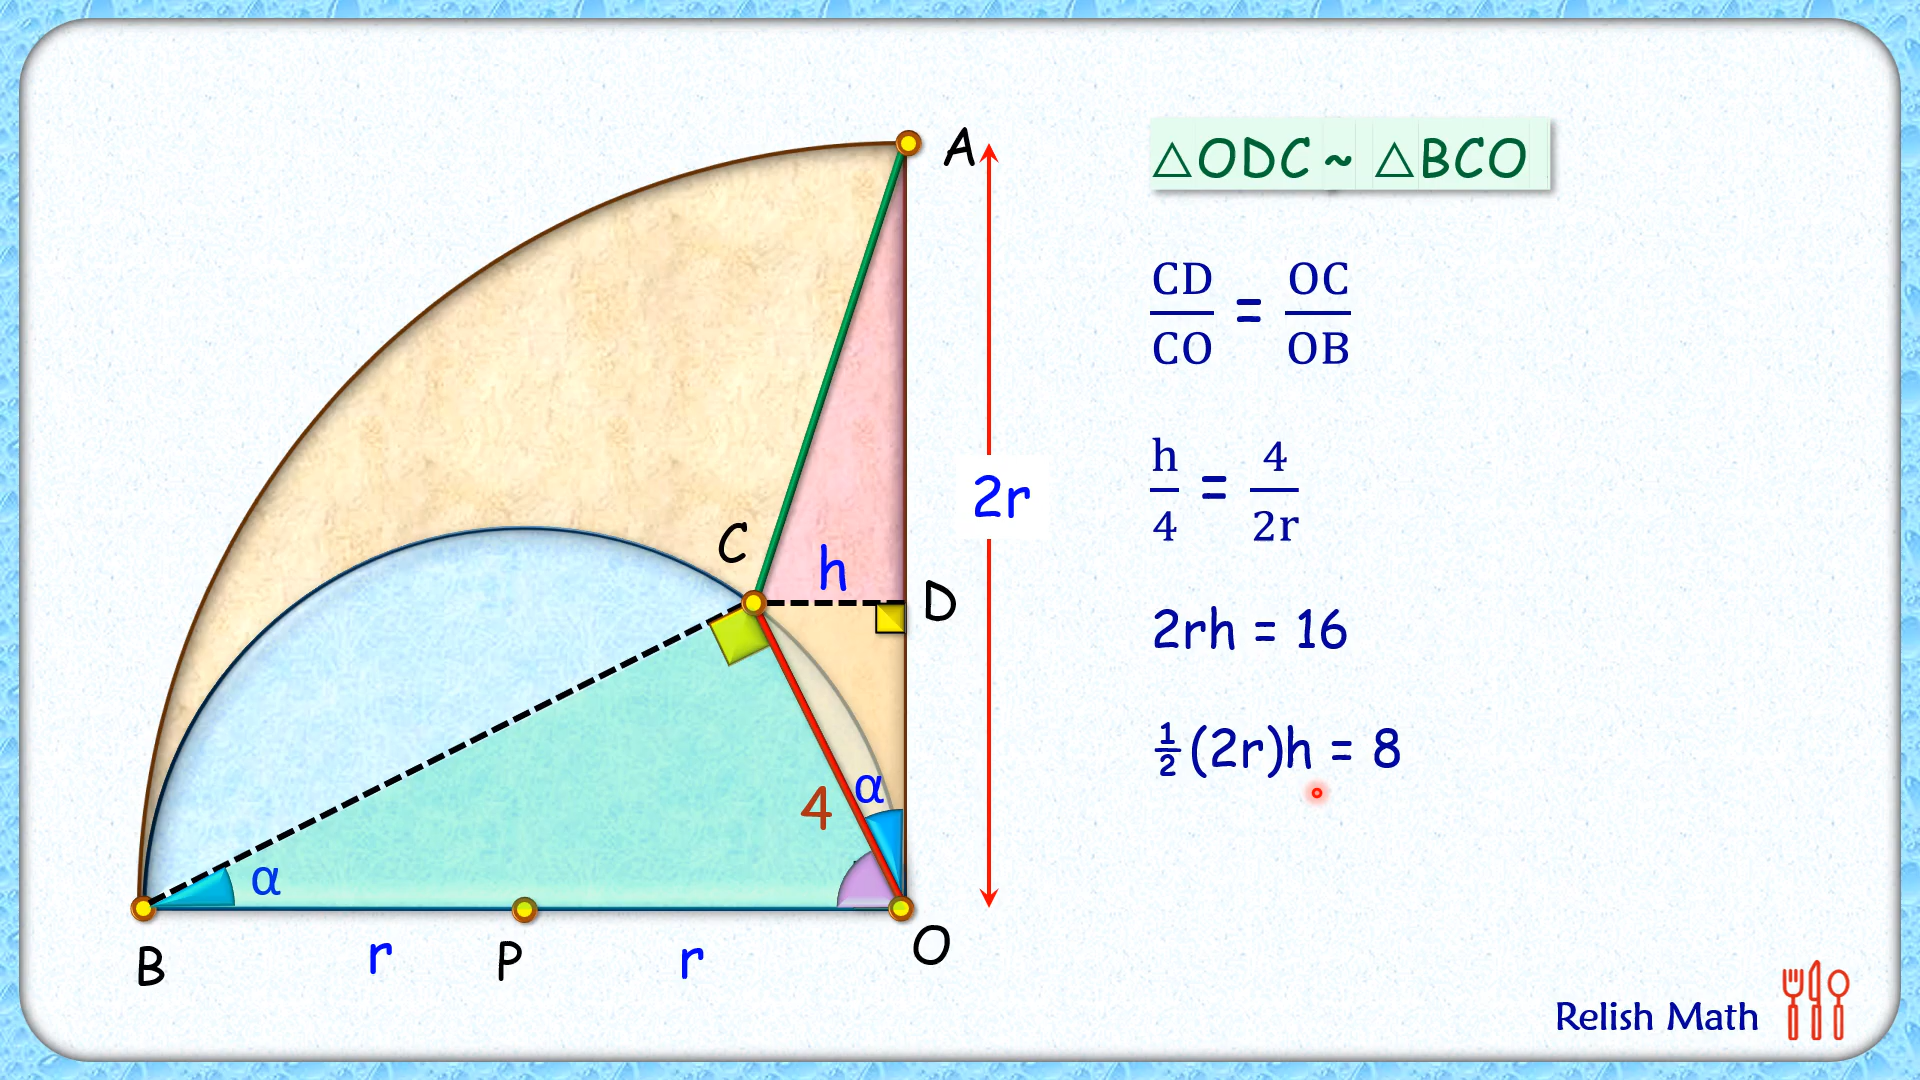 A
△ODC ~ △BCO
CD/CO = OC/OB
h/4 = 4/2r
2r
C
h
D
2rh = 16
½(2r)h = 8
4
α
α
B
r
P
r
O
Relish Math